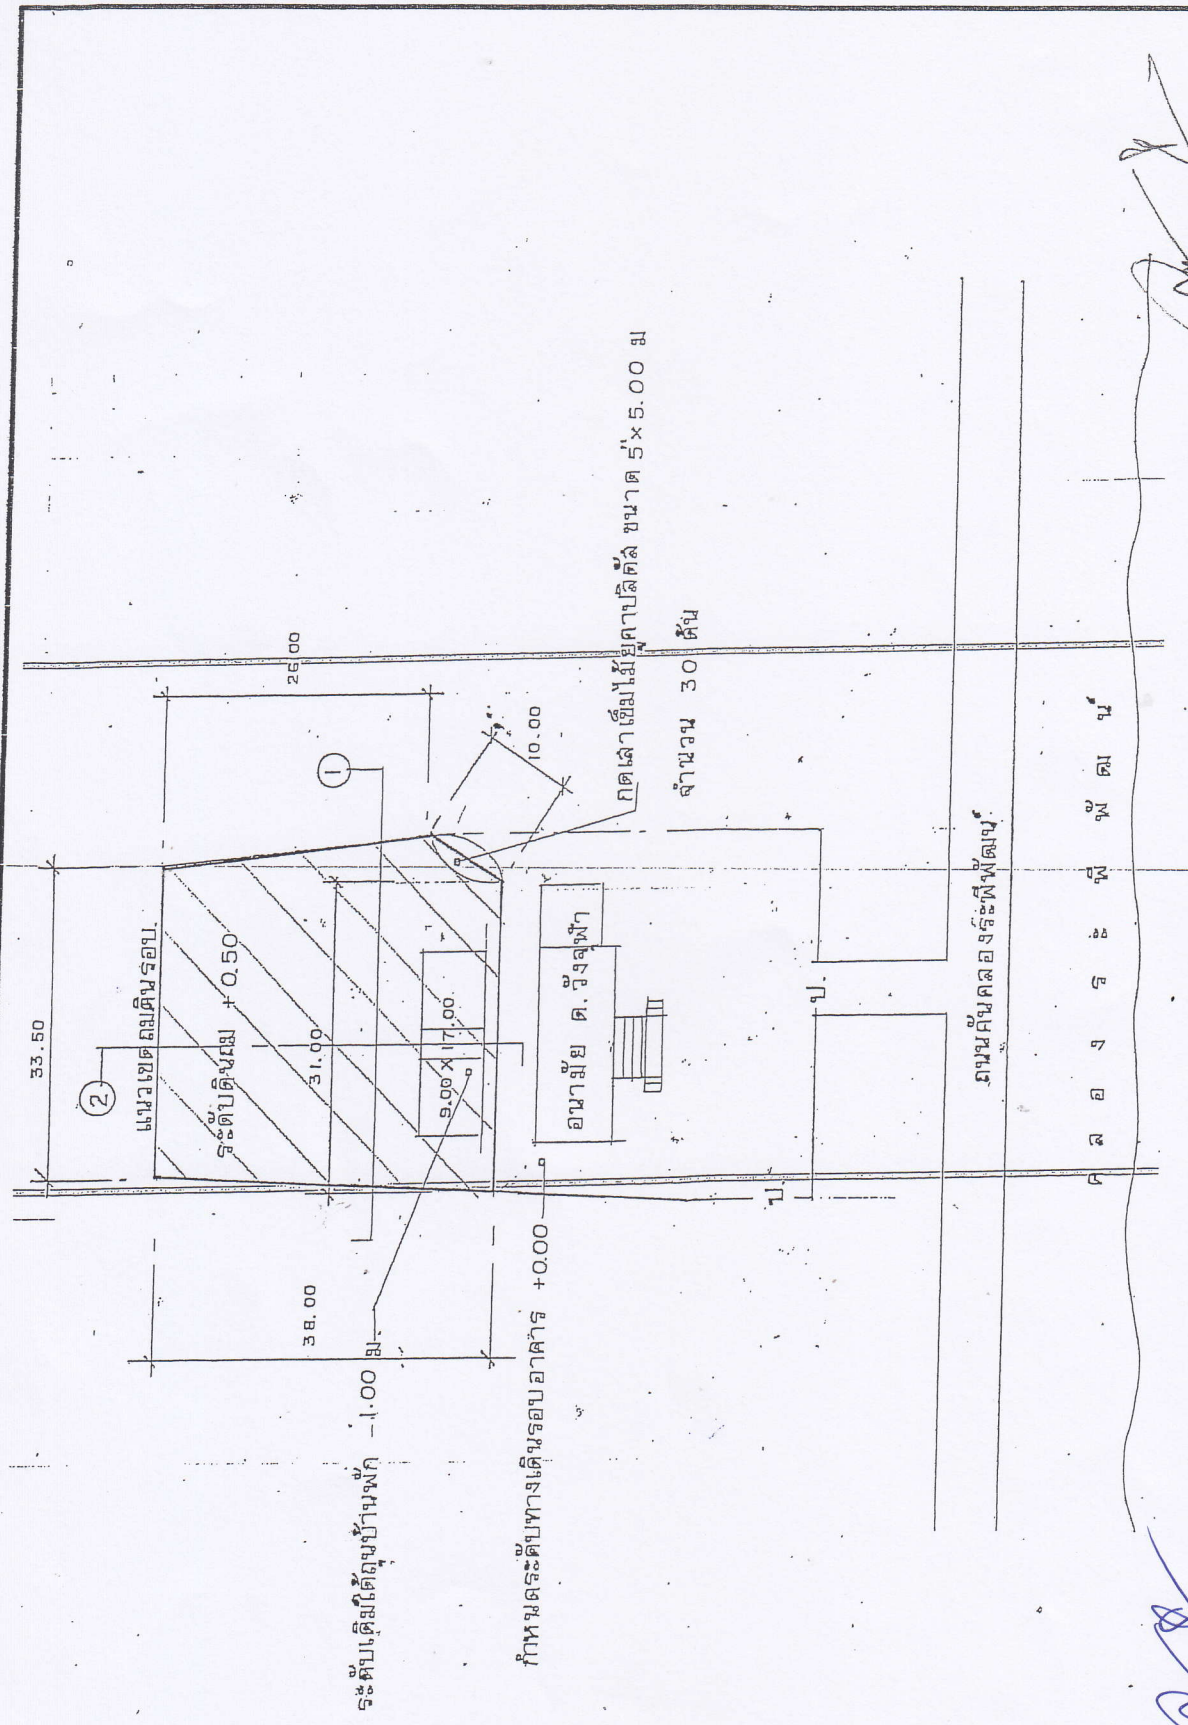 33.50
26.00
38.00
31.00
10.00
1
2
แนวเขตถมดินรอบ
ระดับดินถม +0.50
9.00 X 17.00
ระดับเดิมใต้ถุนบ้านพัก -1.00 ม.
กำหนดระดับทางเดินรอบอาคาร +0.00
อนามัย ต.วังจุฬา
กดเสาเข็มไม้ยูคาปลิตัส ขนาด 5"x 5.00 ม
จำนวน 30 ต้น
ป.
ป.
ถนนคันคลองระพีพัฒน์
คลองระพีพัฒน์